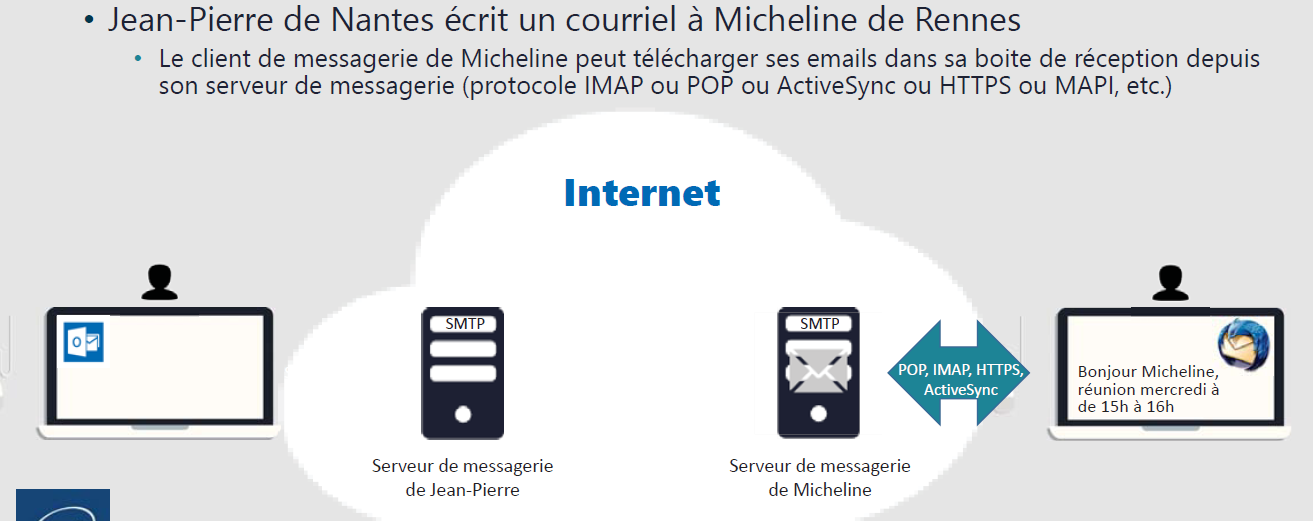 • Jean-Pierre de Nantes écrit un courriel à Micheline de Rennes
• Le client de messagerie de Micheline peut télécharger ses emails dans sa boite de réception depuis
son serveur de messagerie (protocole IMAP ou POP ou ActiveSync ou HTTPS ou MAPI, etc.)
Internet
SMTP
SMTP
POP, IMAP, HTTPS,
ActiveSync
Bonjour Micheline,
réunion mercredi à
de 15h à 16h
Serveur de messagerie
de Jean-Pierre
Serveur de messagerie
de Micheline